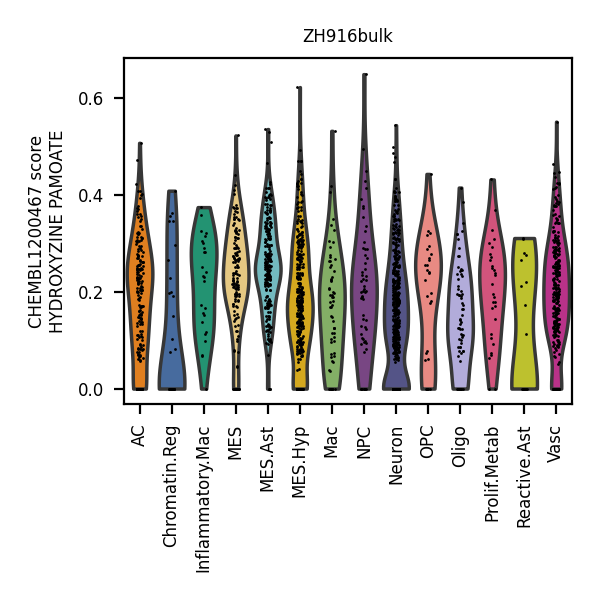 ZH916bulk
CHEMBL1200467 score
HYDROXYZINE PAMOATE
0.6
0.4
0.2
0.0
AC
Chromatin.Reg
Inflammatory.Mac
MES
MES.Ast
MES.Hyp
Mac
NPC
Neuron
OPC
Oligo
Prolif.Metab
Reactive.Ast
Vasc